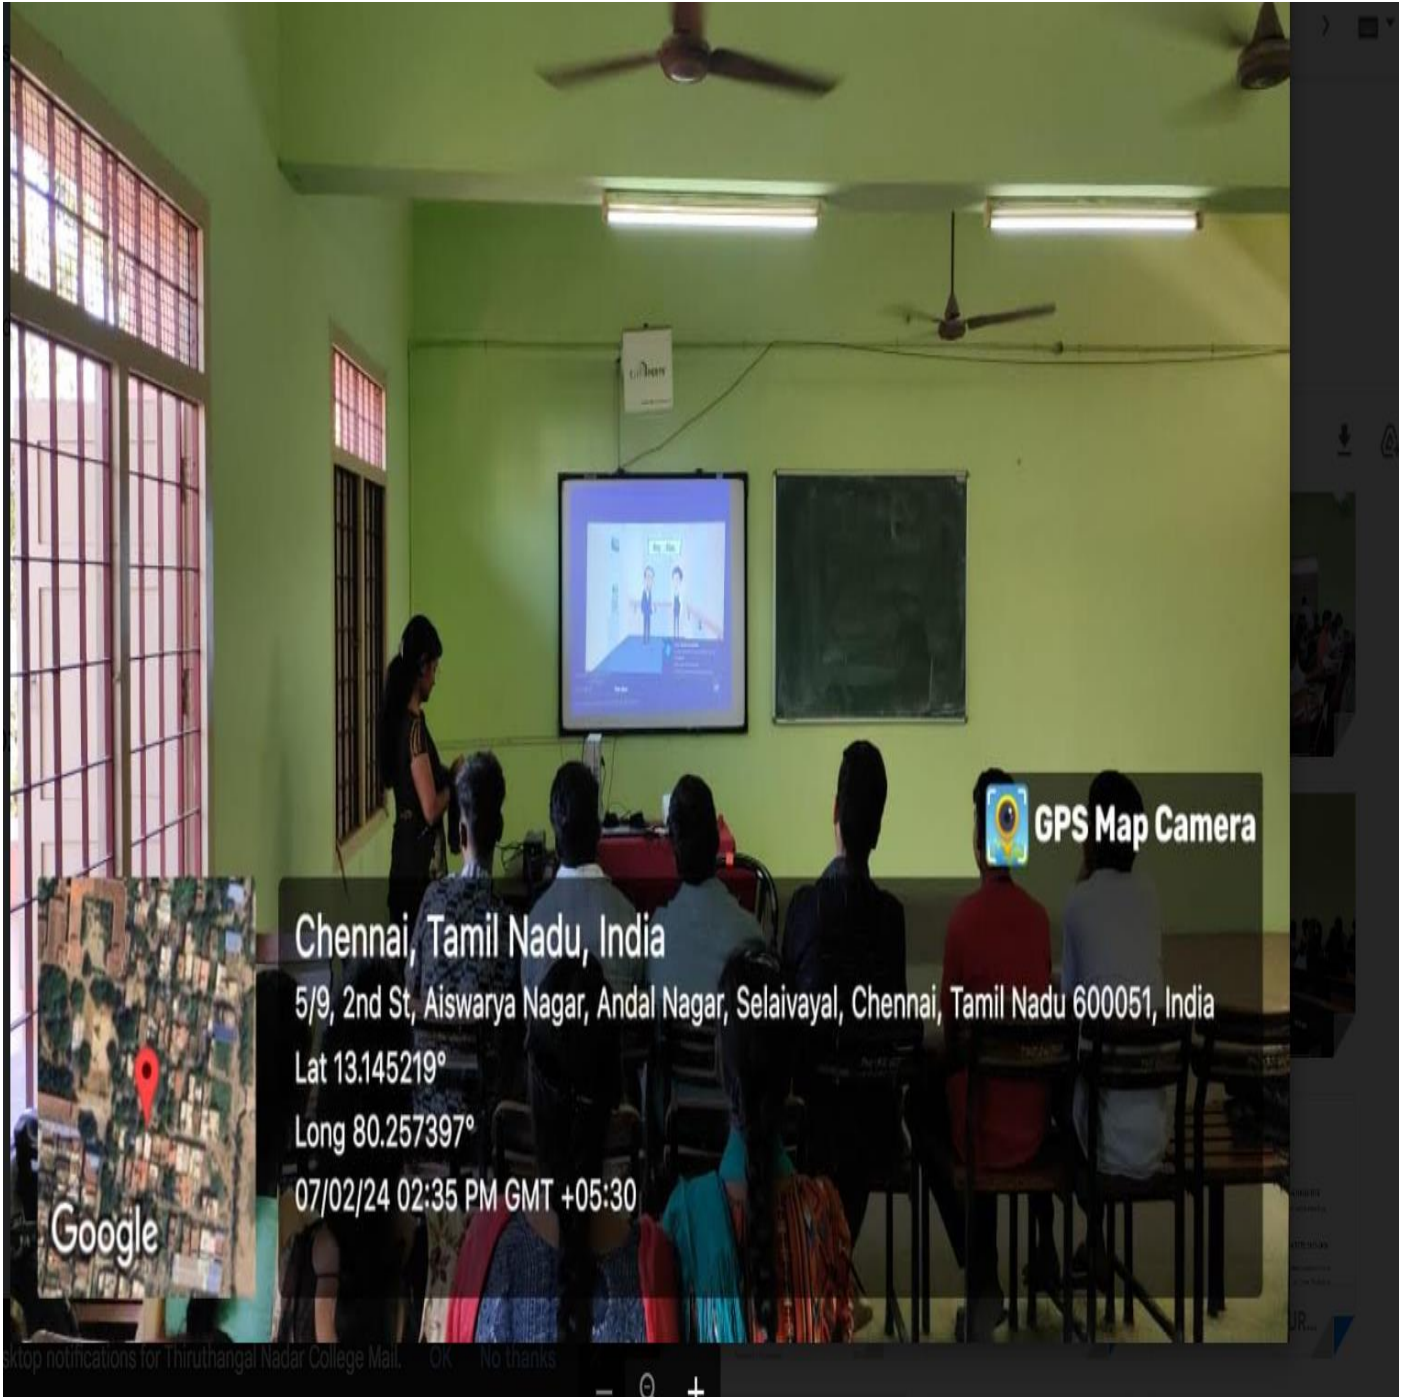 GPS Map Camera
Chennai, Tamil Nadu, India
5/9, 2nd St, Aiswarya Nagar, Andal Nagar, Selaivayal, Chennai, Tamil Nadu 600051, India
Lat 13.145219°
Long 80.257397°
07/02/24 02:35 PM GMT +05:30
Google
sktop notifications for Thiruthangal Nadar College Mail. OK No thanks